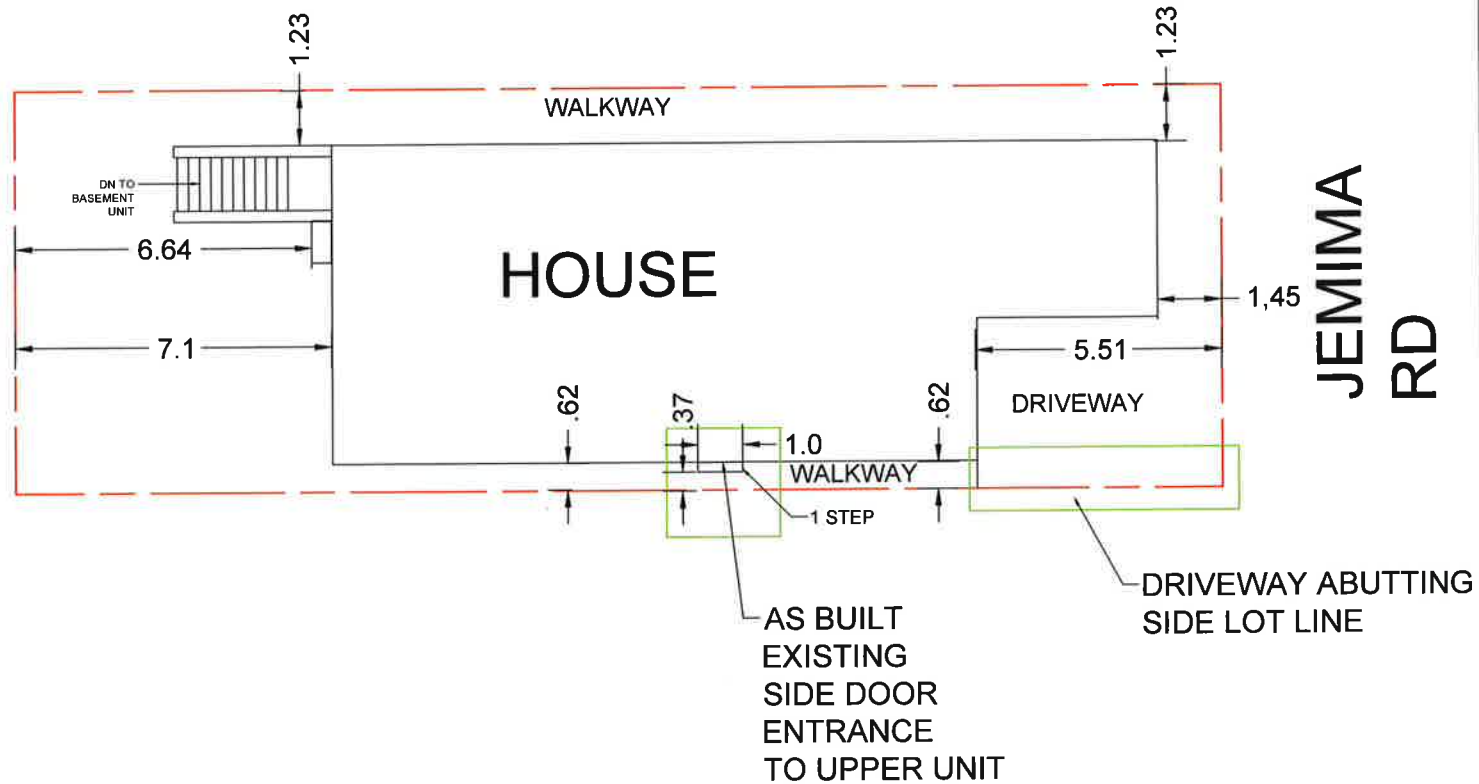 1.23
1.23
WALKWAY
DN TO
BASEMENT
UNIT
6.64
HOUSE
JEMIMA
RD
1,45
7.1
5.51
.62
.37
.62
DRIVEWAY
1.0
WALKWAY
1 STEP
DRIVEWAY ABUTTING
SIDE LOT LINE
AS BUILT
EXISTING
SIDE DOOR
ENTRANCE
TO UPPER UNIT